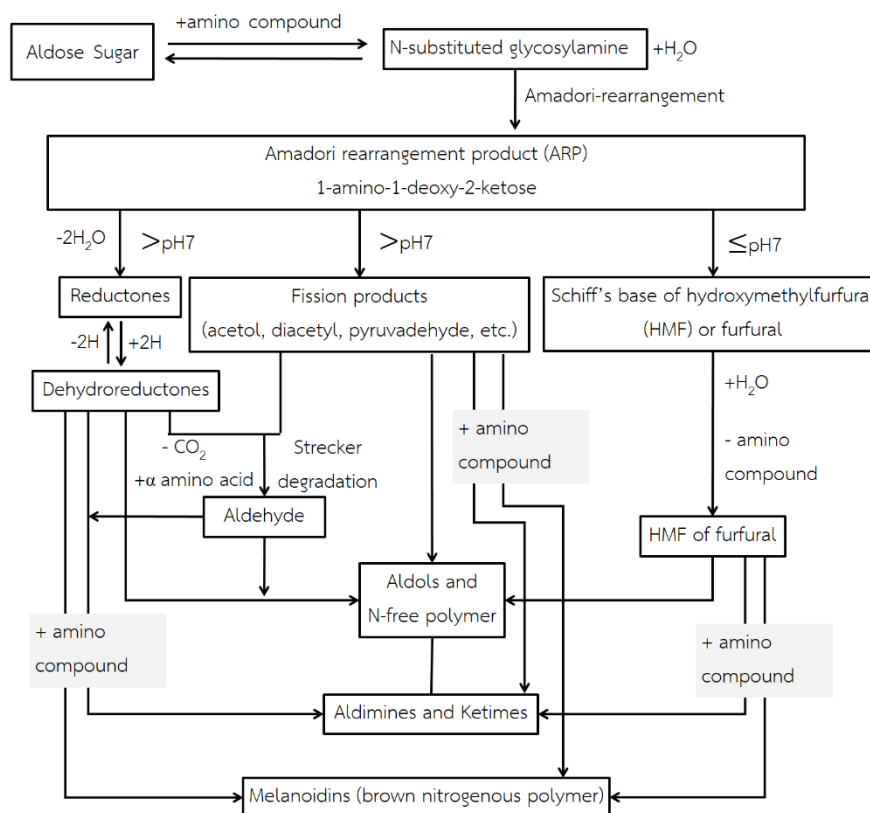 +amino compound
Aldose Sugar
N-substituted glycosylamine
+H₂O
Amadori-rearrangement
Amadori rearrangement product (ARP)
1-amino-1-deoxy-2-ketose
-2H₂O
>pH7
>pH7
≤pH7
Reductones
Fission products
(acetol, diacetyl, pyruvadehyde, etc.)
Schiff's base of hydroxymethylfurfura
(HMF) or furfural
-2H
+2H
Dehydroreductones
+H₂O
- amino
compound
+ amino
compound
- CO₂
Strecker
degradation
+α amino acid
Aldehyde
HMF of furfural
Aldols and
N-free polymer
+ amino
compound
+ amino
compound
Aldimines and Ketimes
Melanoidins (brown nitrogenous polymer)